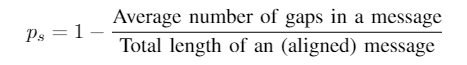 p_s = 1 − Average number of gaps in a message / Total length of an (aligned) message